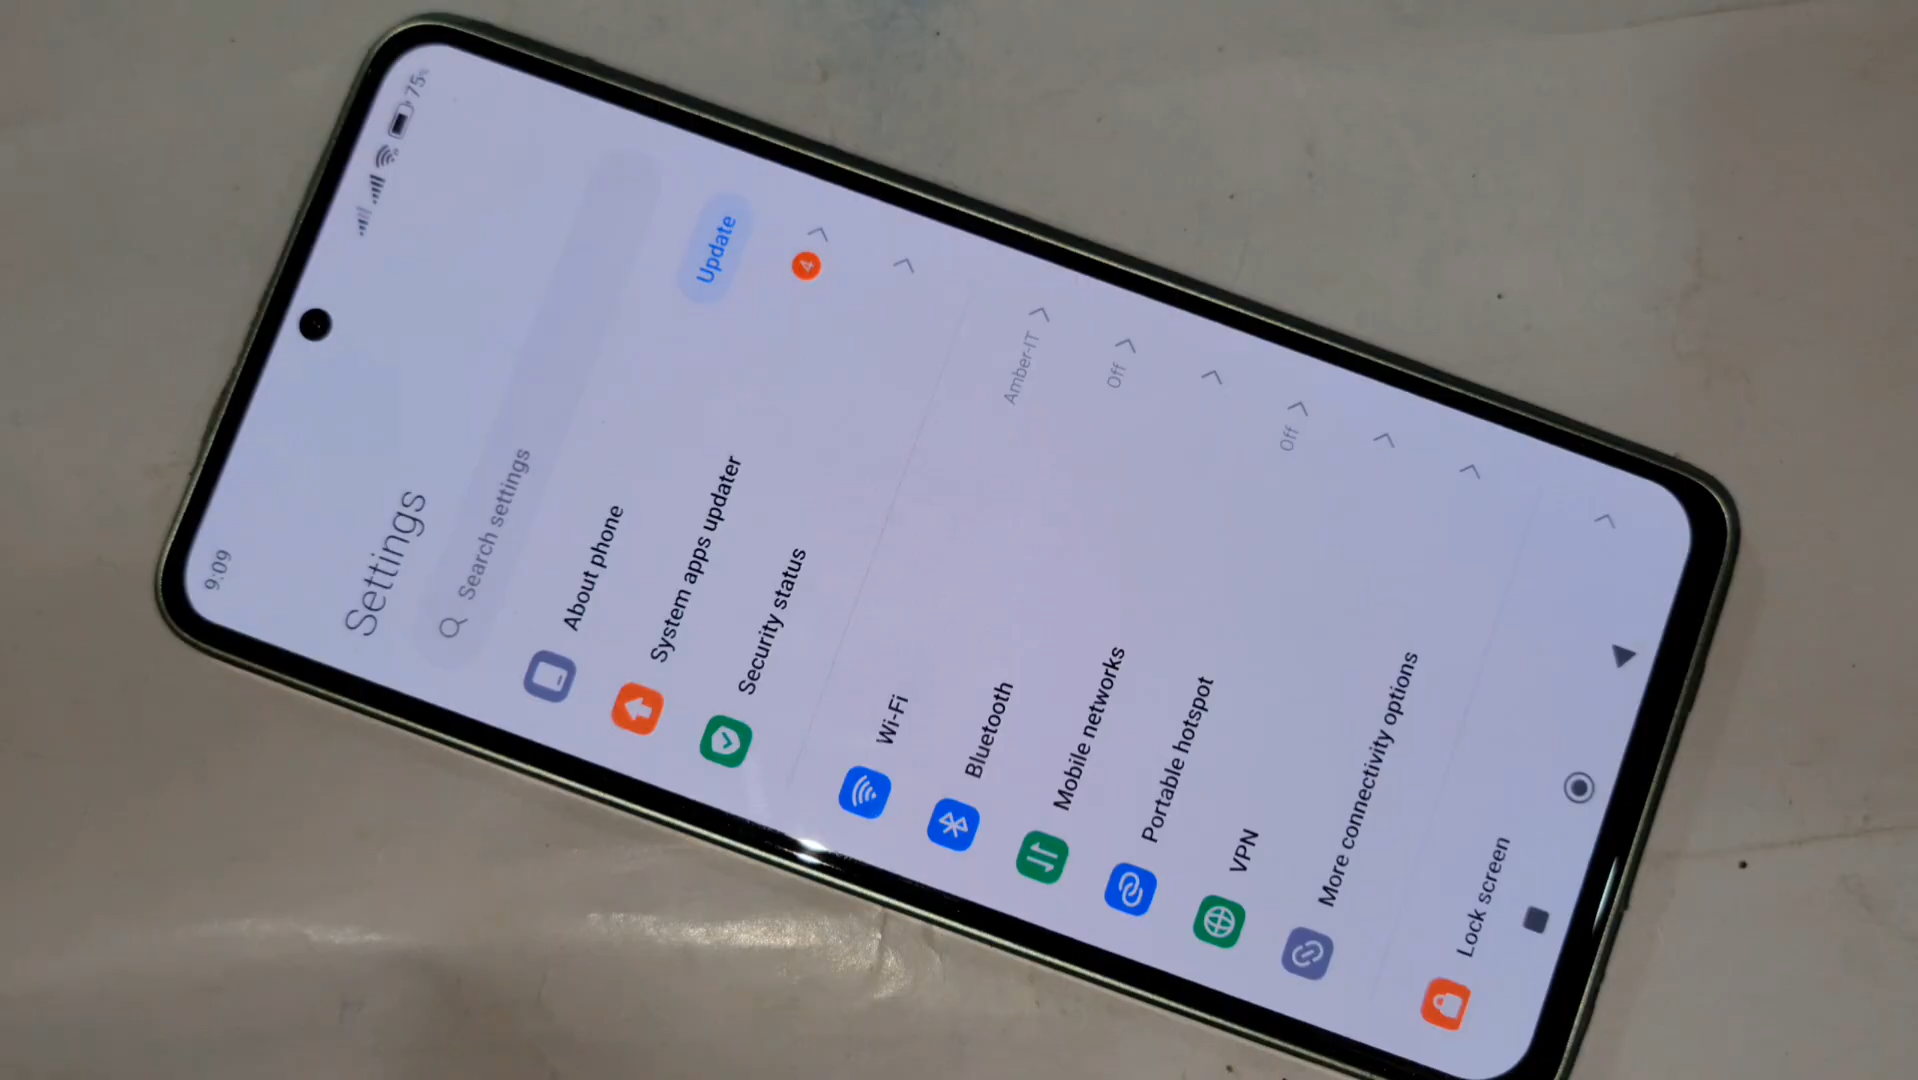 9:09
75%
Settings
Search settings
About phone
Update
System apps updater
4
Security status
Wi-Fi
Amber-IT
Bluetooth
Off
Mobile networks
Portable hotspot
Off
VPN
More connectivity options
Lock screen